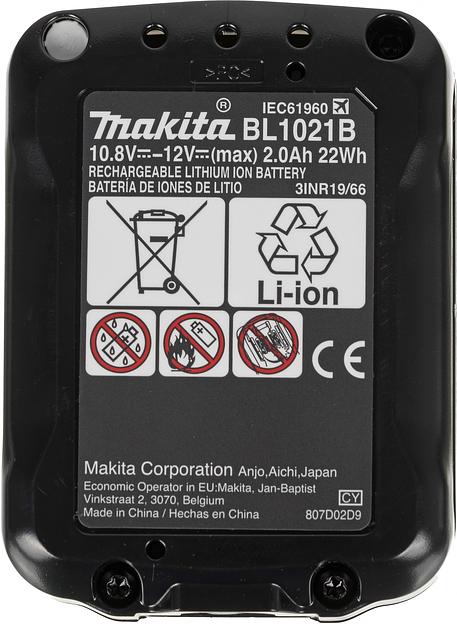 >PC<
IEC61960
makita® BL1021B
10.8V⎓–12V⎓(max) 2.0Ah 22Wh
RECHARGEABLE LITHIUM ION BATTERY
BATERÍA DE IONES DE LITIO 3INR19/66
Li-ion
CE
Makita Corporation Anjo,Aichi,Japan
Economic Operator in EU:Makita, Jan-Baptist
Vinkstraat 2, 3070, Belgium
CY
Made in China / Hechas en China 807D02D9